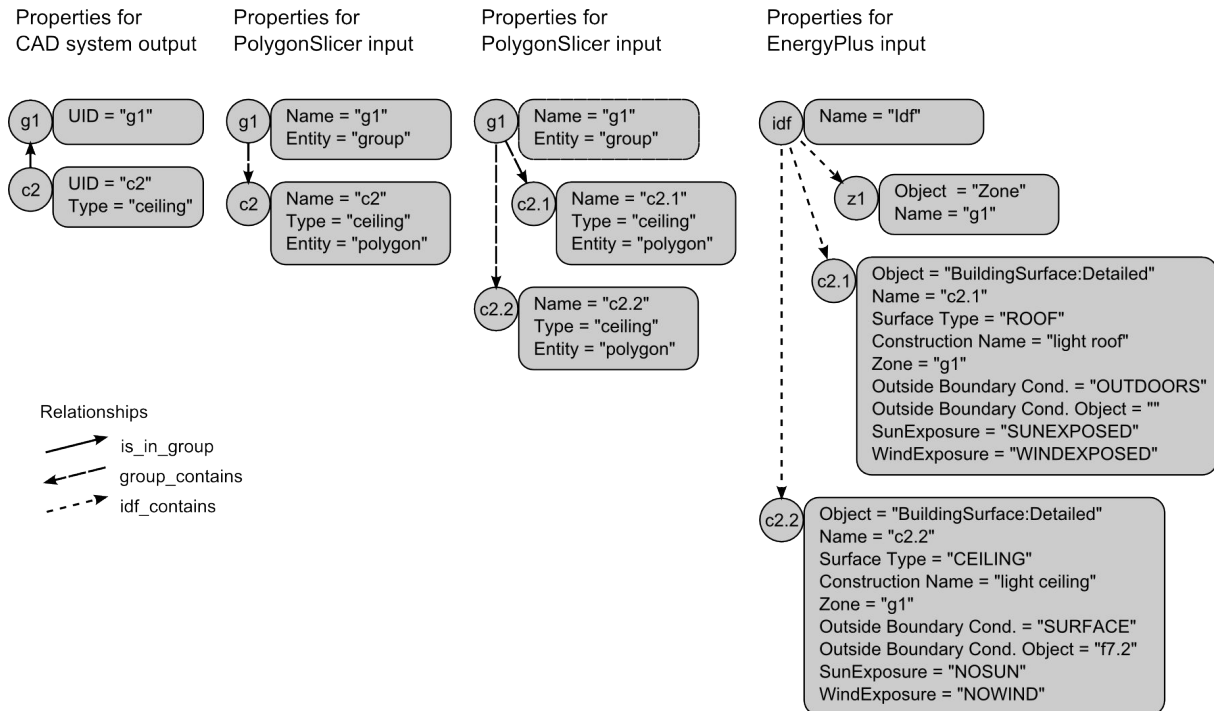 Properties for
CAD system output
g1
UID = "g1"
c2
UID = "c2"
Type = "ceiling"
Properties for
PolygonSlicer input
g1
Name = "g1"
Entity = "group"
c2
Name = "c2"
Type = "ceiling"
Entity = "polygon"
Properties for
PolygonSlicer input
g1
Name = "g1"
Entity = "group"
c2.1
Name = "c2.1"
Type = "ceiling"
Entity = "polygon"
c2.2
Name = "c2.2"
Type = "ceiling"
Entity = "polygon"
Properties for
EnergyPlus input
idf
Name = "Idf"
z1
Object = "Zone"
Name = "g1"
c2.1
Object = "BuildingSurface:Detailed"
Name = "c2.1"
Surface Type = "ROOF"
Construction Name = "light roof"
Zone = "g1"
Outside Boundary Cond. = "OUTDOORS"
Outside Boundary Cond. Object = ""
SunExposure = "SUNEXPOSED"
WindExposure = "WINDEXPOSED"
c2.2
Object = "BuildingSurface:Detailed"
Name = "c2.2"
Surface Type = "CEILING"
Construction Name = "light ceiling"
Zone = "g1"
Outside Boundary Cond. = "SURFACE"
Outside Boundary Cond. Object = "f7.2"
SunExposure = "NOSUN"
WindExposure = "NOWIND"
Relationships
is_in_group
group_contains
idf_contains